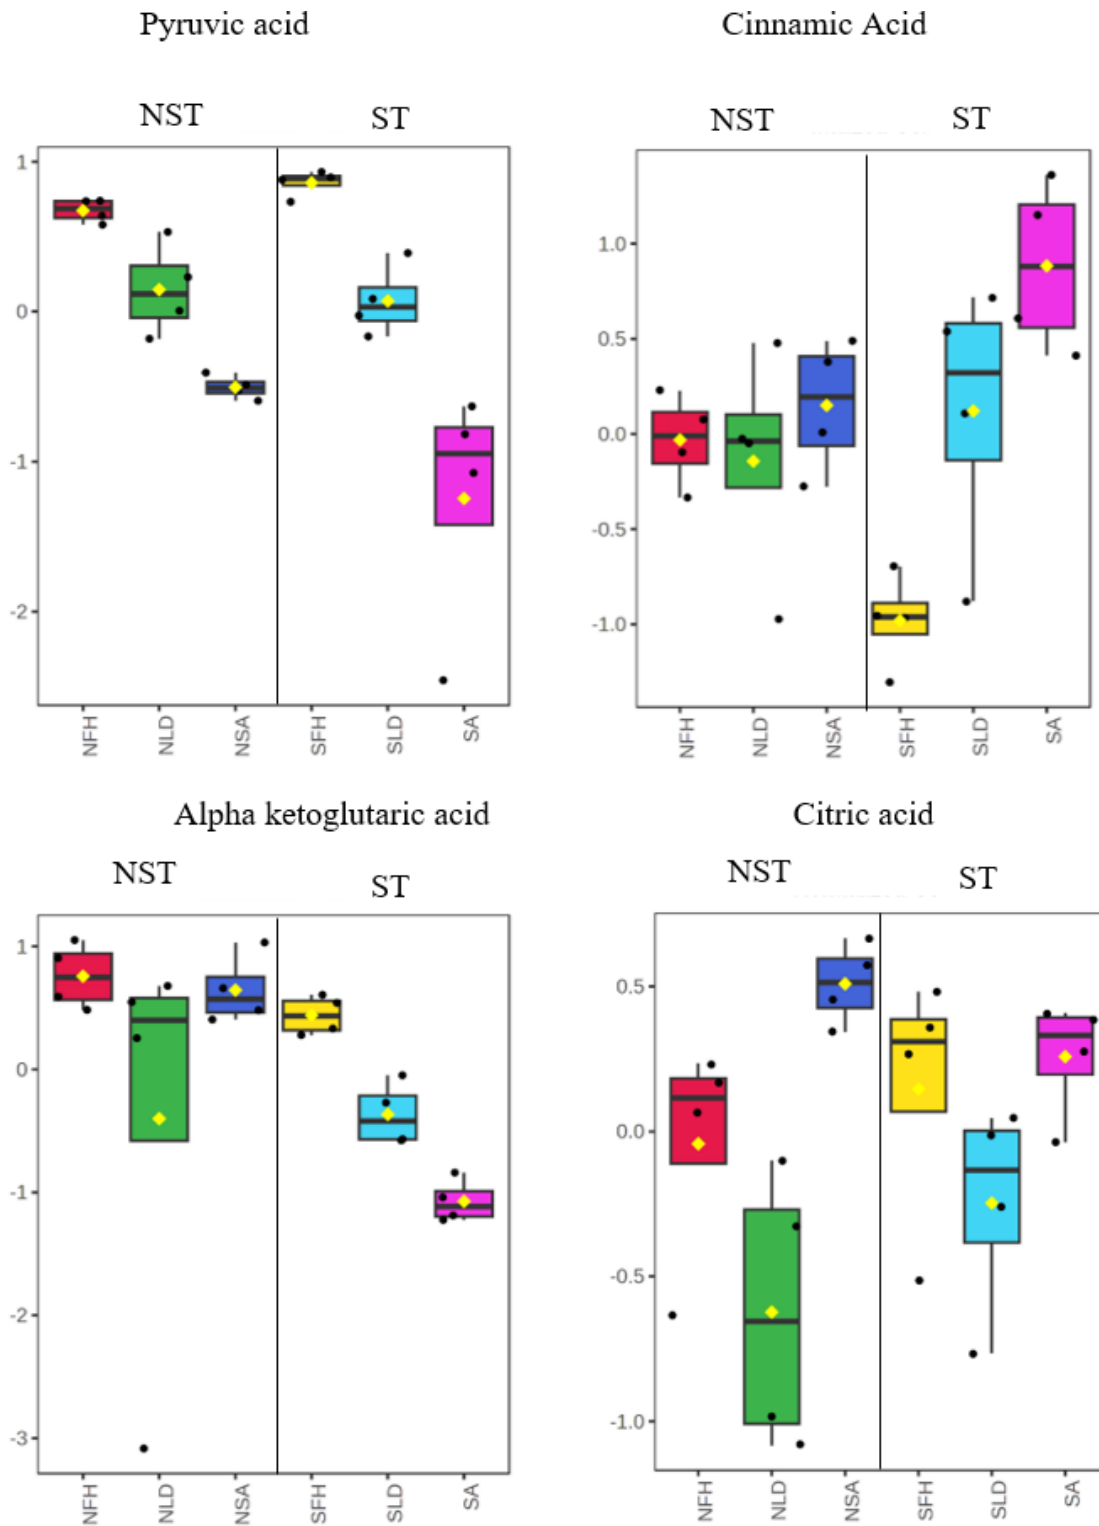 Pyruvic acid
NST
ST
1
0
-1
-2
NFH
NLD
NSA
SFH
SLD
SA
Cinnamic Acid
NST
ST
1.0
0.5
0.0
-0.5
-1.0
NFH
NLD
NSA
SFH
SLD
SA
Alpha ketoglutaric acid
NST
ST
1
0
-1
-2
-3
NFH
NLD
NSA
SFH
SLD
SA
Citric acid
NST
ST
0.5
0.0
-0.5
-1.0
NFH
NLD
NSA
SFH
SLD
SA